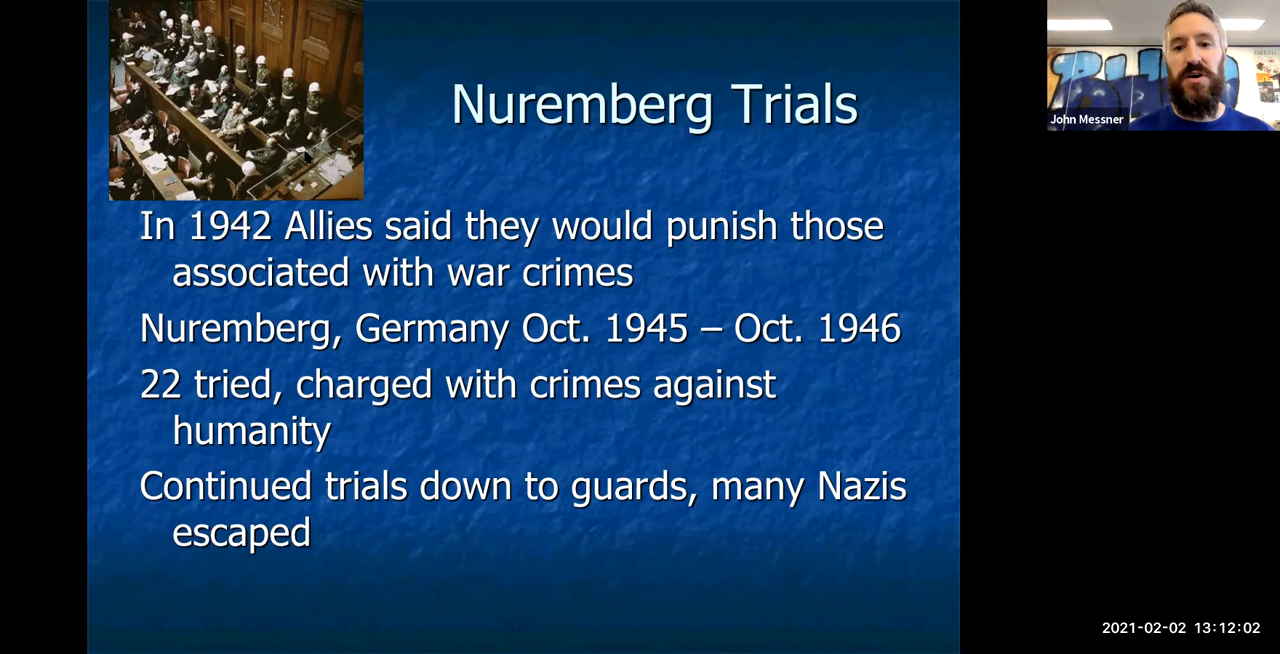 Nuremberg Trials
In 1942 Allies said they would punish those
associated with war crimes
Nuremberg, Germany Oct. 1945 – Oct. 1946
22 tried, charged with crimes against
humanity
Continued trials down to guards, many Nazis
escaped
John Messner
2021-02-02 13:12:02